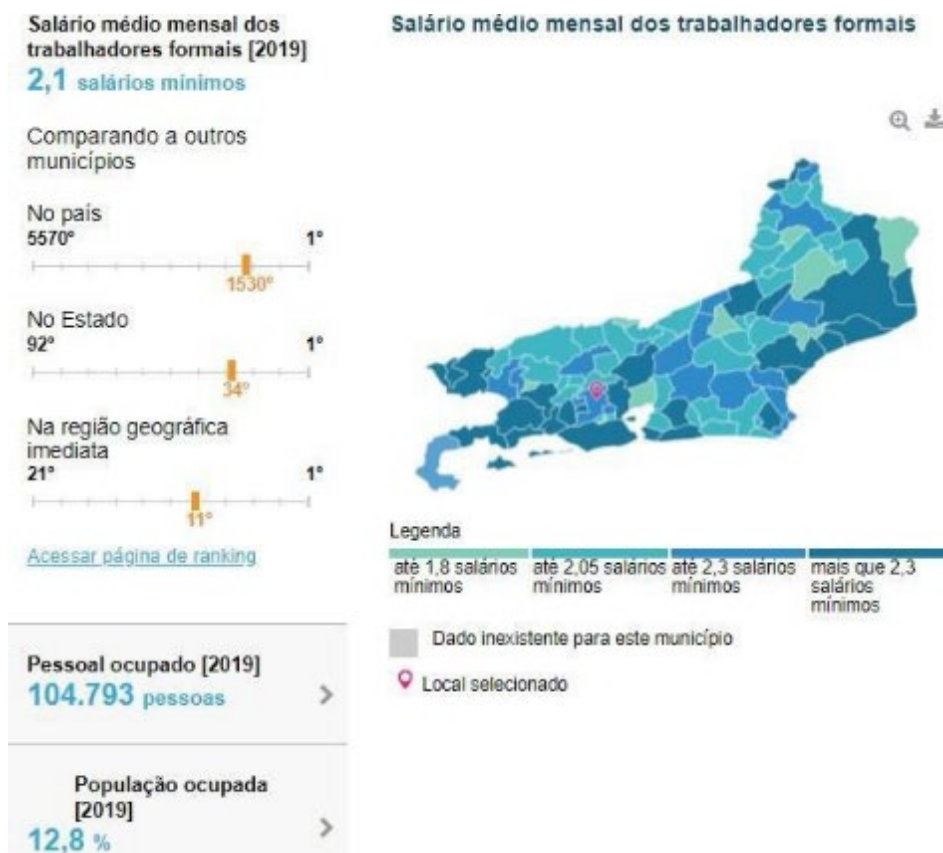 Salário médio mensal dos
trabalhadores formais [2019]
2,1 salários mínimos
Comparando a outros
municípios
No país
5570º 1º
1530º
No Estado
92º 1º
34º
Na região geográfica
imediata
21º 1º
11º
Acessar página de ranking
Pessoal ocupado [2019]
104.793 pessoas
População ocupada
[2019]
12,8 %
Salário médio mensal dos trabalhadores formais
Legenda
até 1,8 salários
mínimos
até 2,05 salários
mínimos
até 2,3 salários
mínimos
mais que 2,3
salários
mínimos
Dado inexistente para este município
Local selecionado